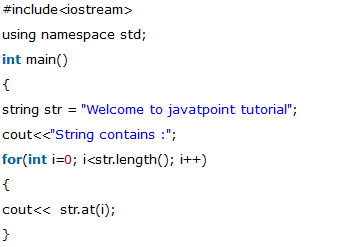 #include<iostream>
using namespace std;
int main()
{
string str = "Welcome to javatpoint tutorial";
cout<<"String contains :";
for(int i=0; i<str.length(); i++)
{
cout<<  str.at(i);
}